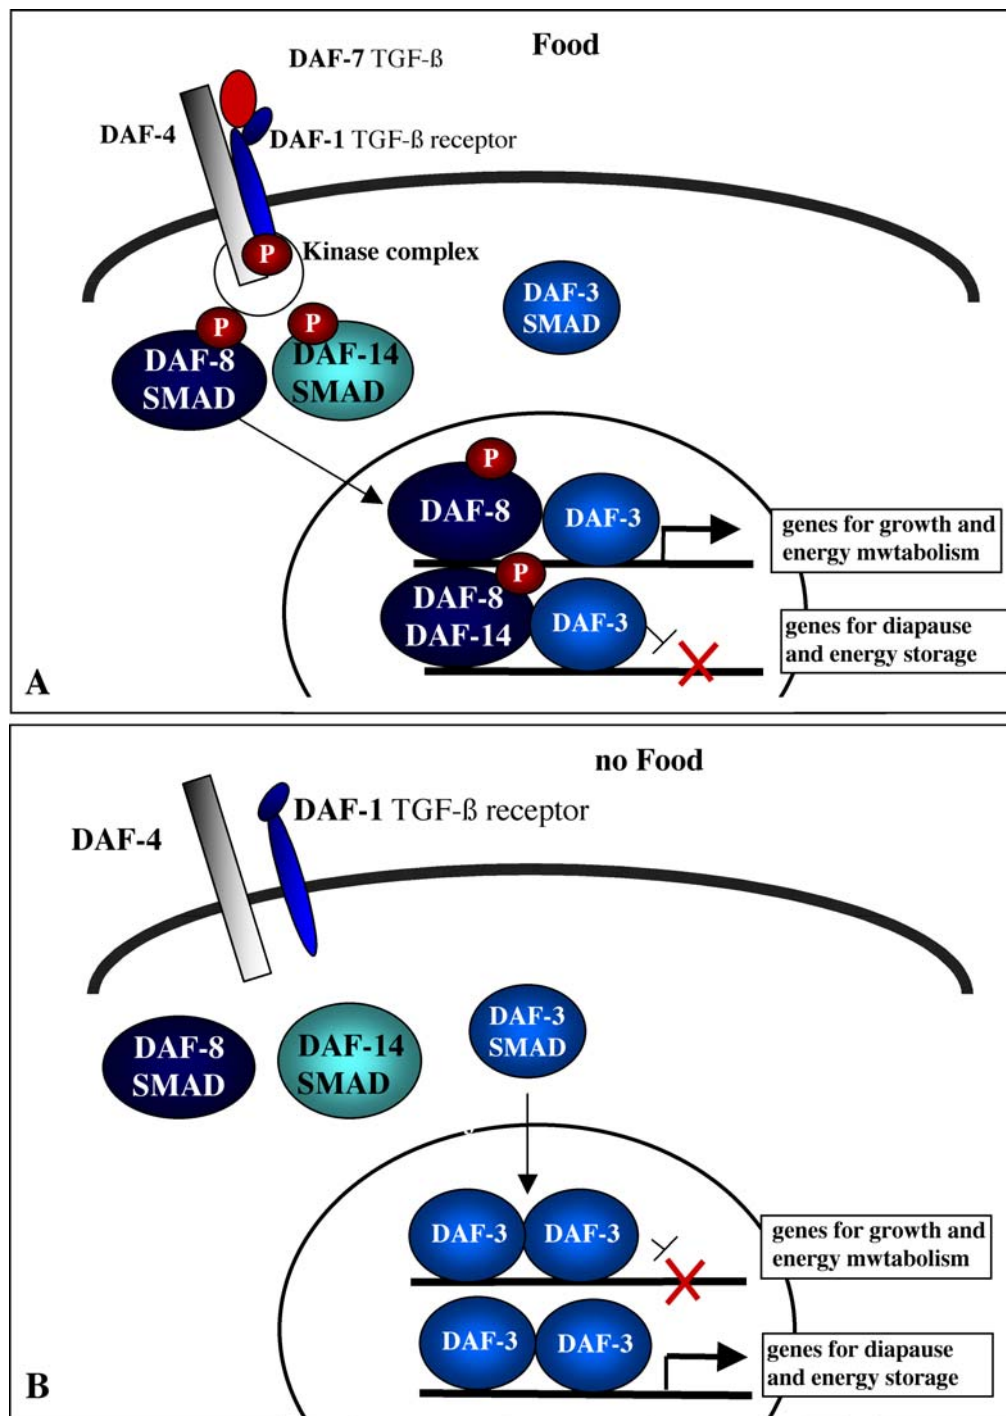 Food
DAF-7 TGF-ß
DAF-4
DAF-1 TGF-ß receptor
P
Kinase complex
P
P
DAF-8
SMAD
DAF-14
SMAD
DAF-3
SMAD
P
DAF-8
DAF-3
genes for growth and
energy mwtabolism
P
DAF-8
DAF-14
DAF-3
genes for diapause
and energy storage
A
no Food
DAF-1 TGF-ß receptor
DAF-4
DAF-8
SMAD
DAF-14
SMAD
DAF-3
SMAD
DAF-3
DAF-3
genes for growth and
energy mwtabolism
DAF-3
DAF-3
genes for diapause
and energy storage
B